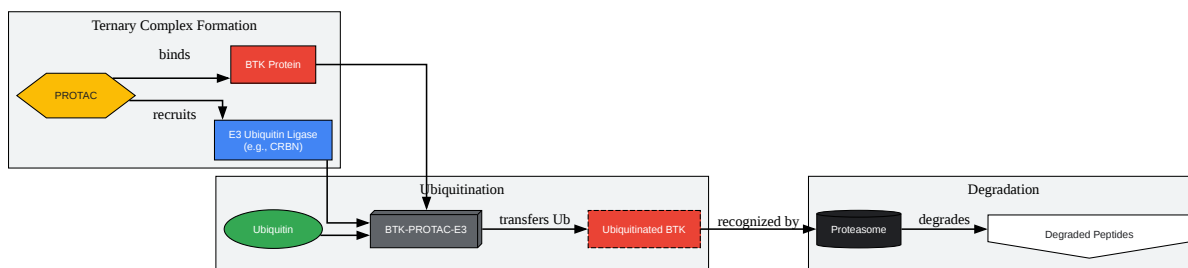 Ternary Complex Formation
binds
BTK Protein
PROTAC
recruits
E3 Ubiquitin Ligase
(e.g., CRBN)
Ubiquitination
Ubiquitin
BTK-PROTAC-E3
transfers Ub
Ubiquitinated BTK
recognized by
Degradation
Proteasome
degrades
Degraded Peptides